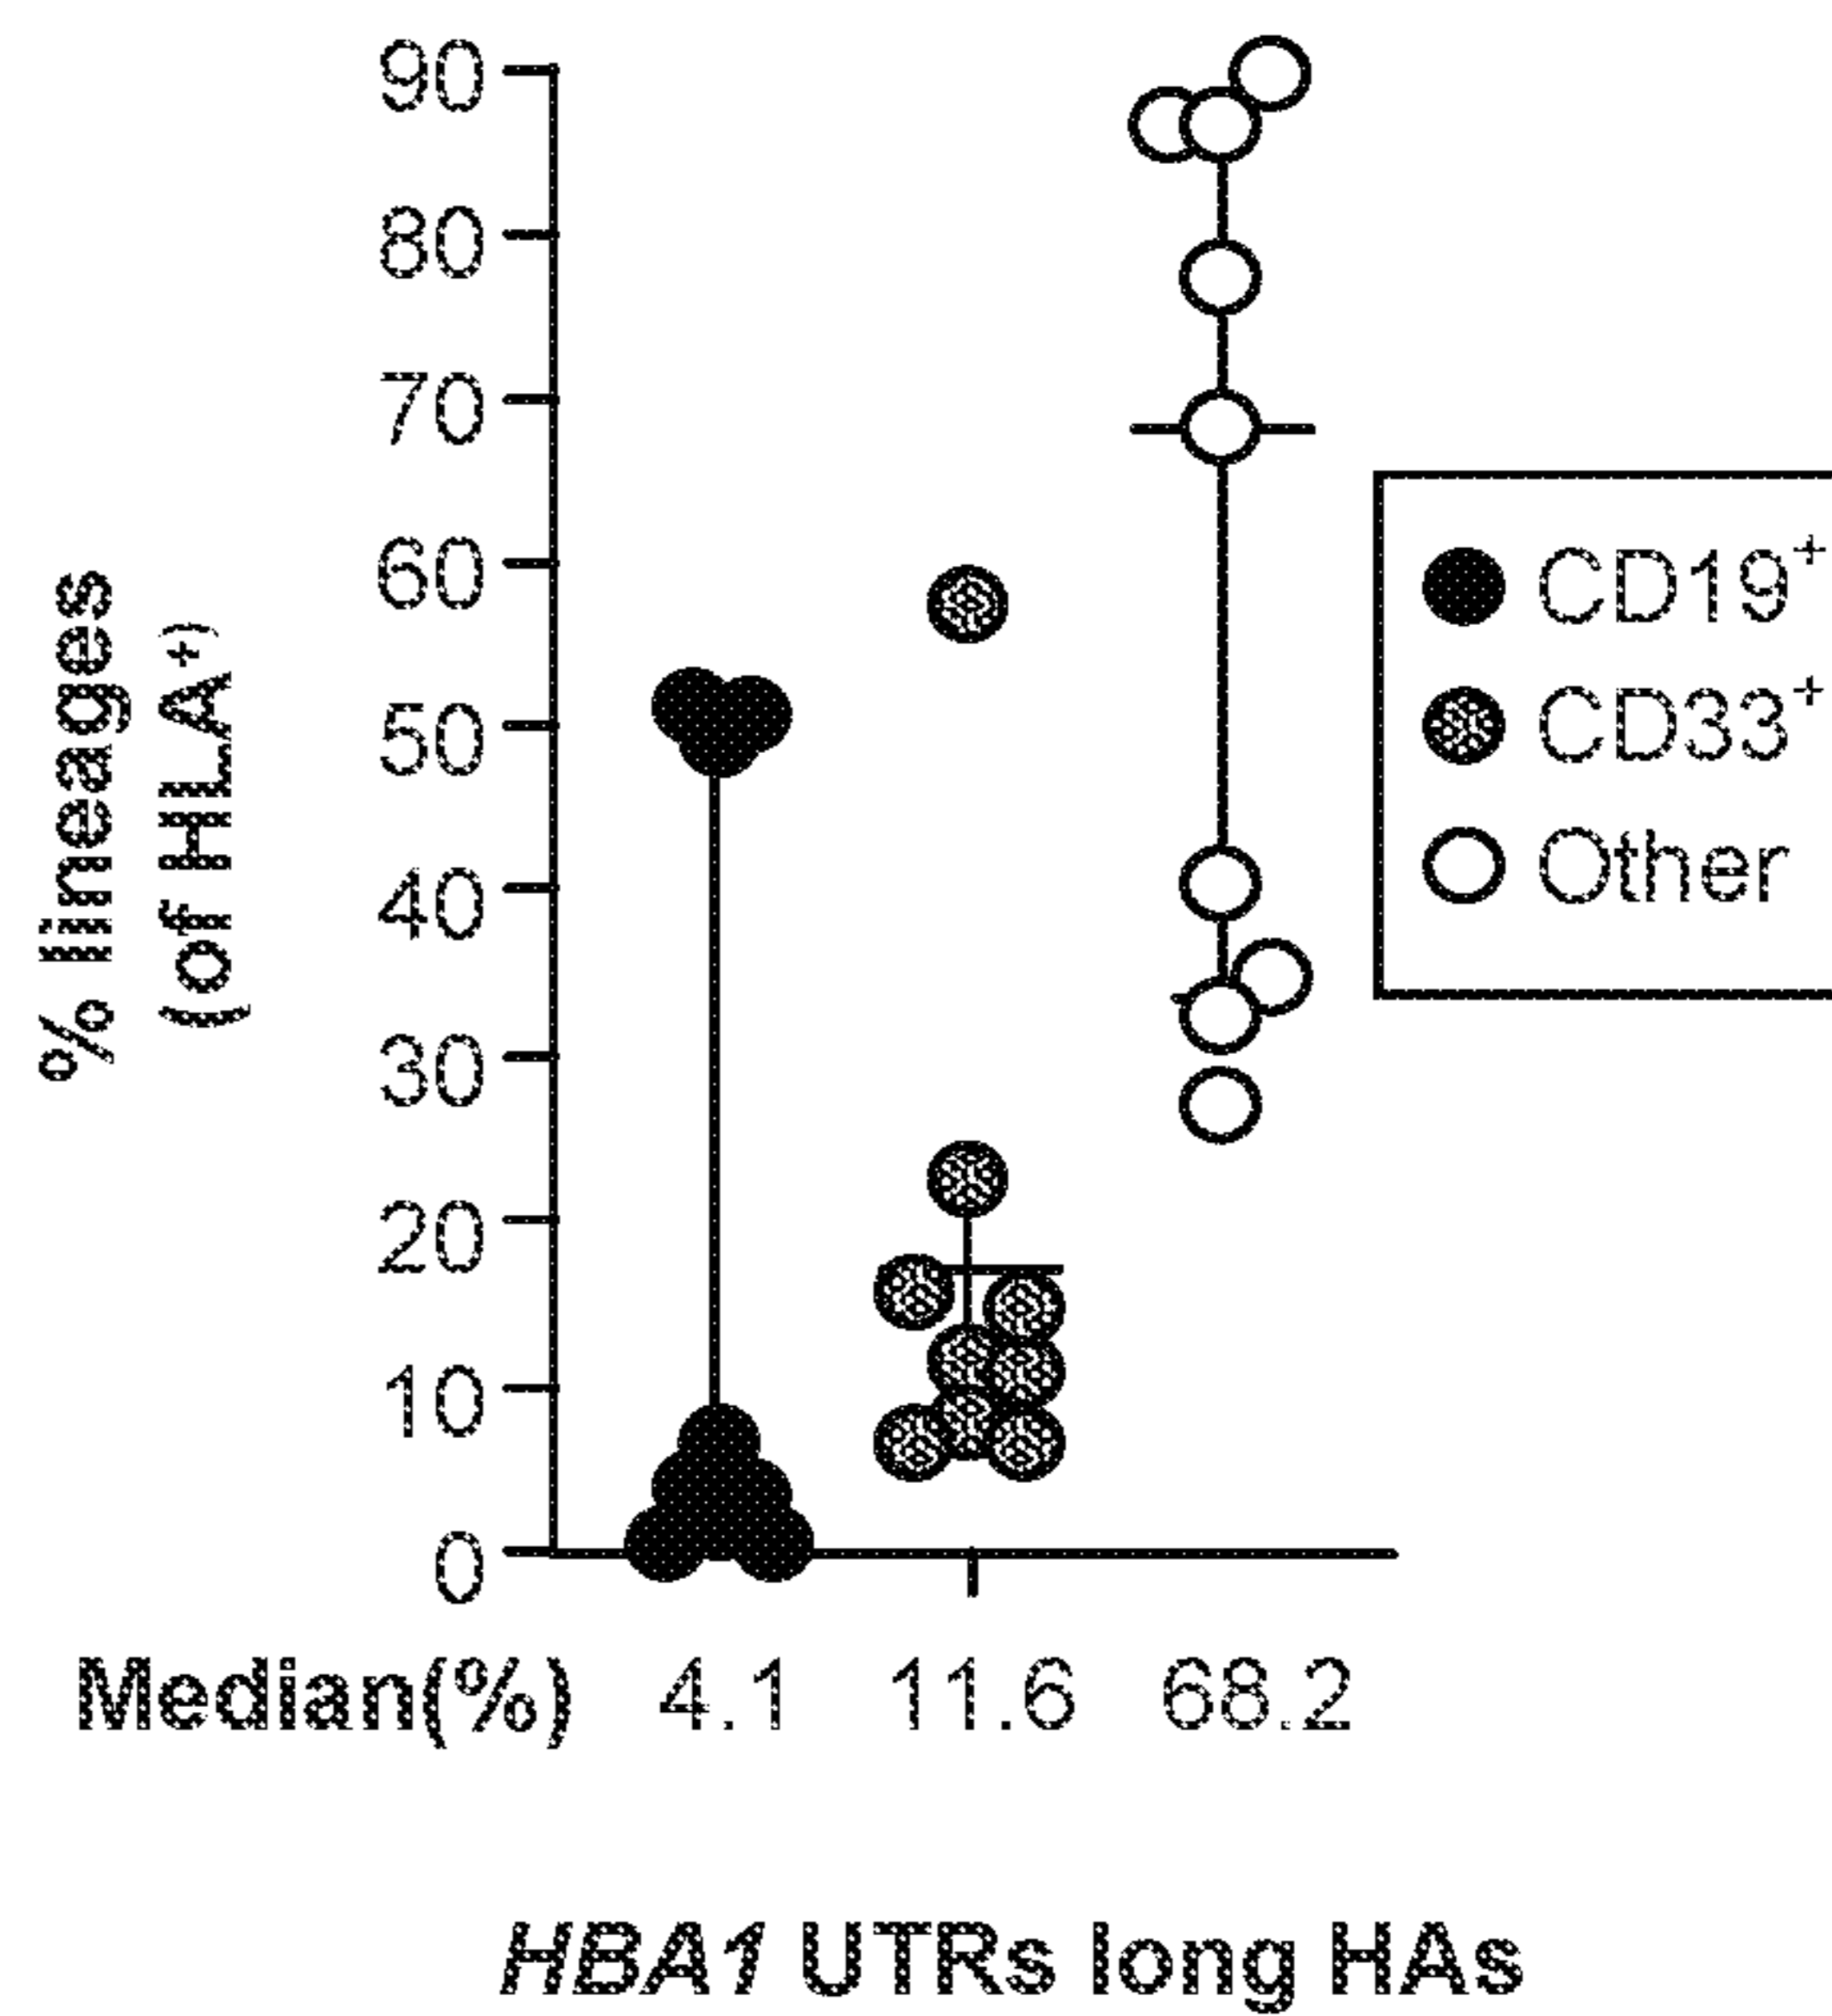 % lineages
(of HLA⁺)
90
80
70
60
50
40
30
20
10
0
CD19⁺
CD33⁺
Other
Median(%) 4.1 11.6 68.2
HBA1 UTRs long HAs